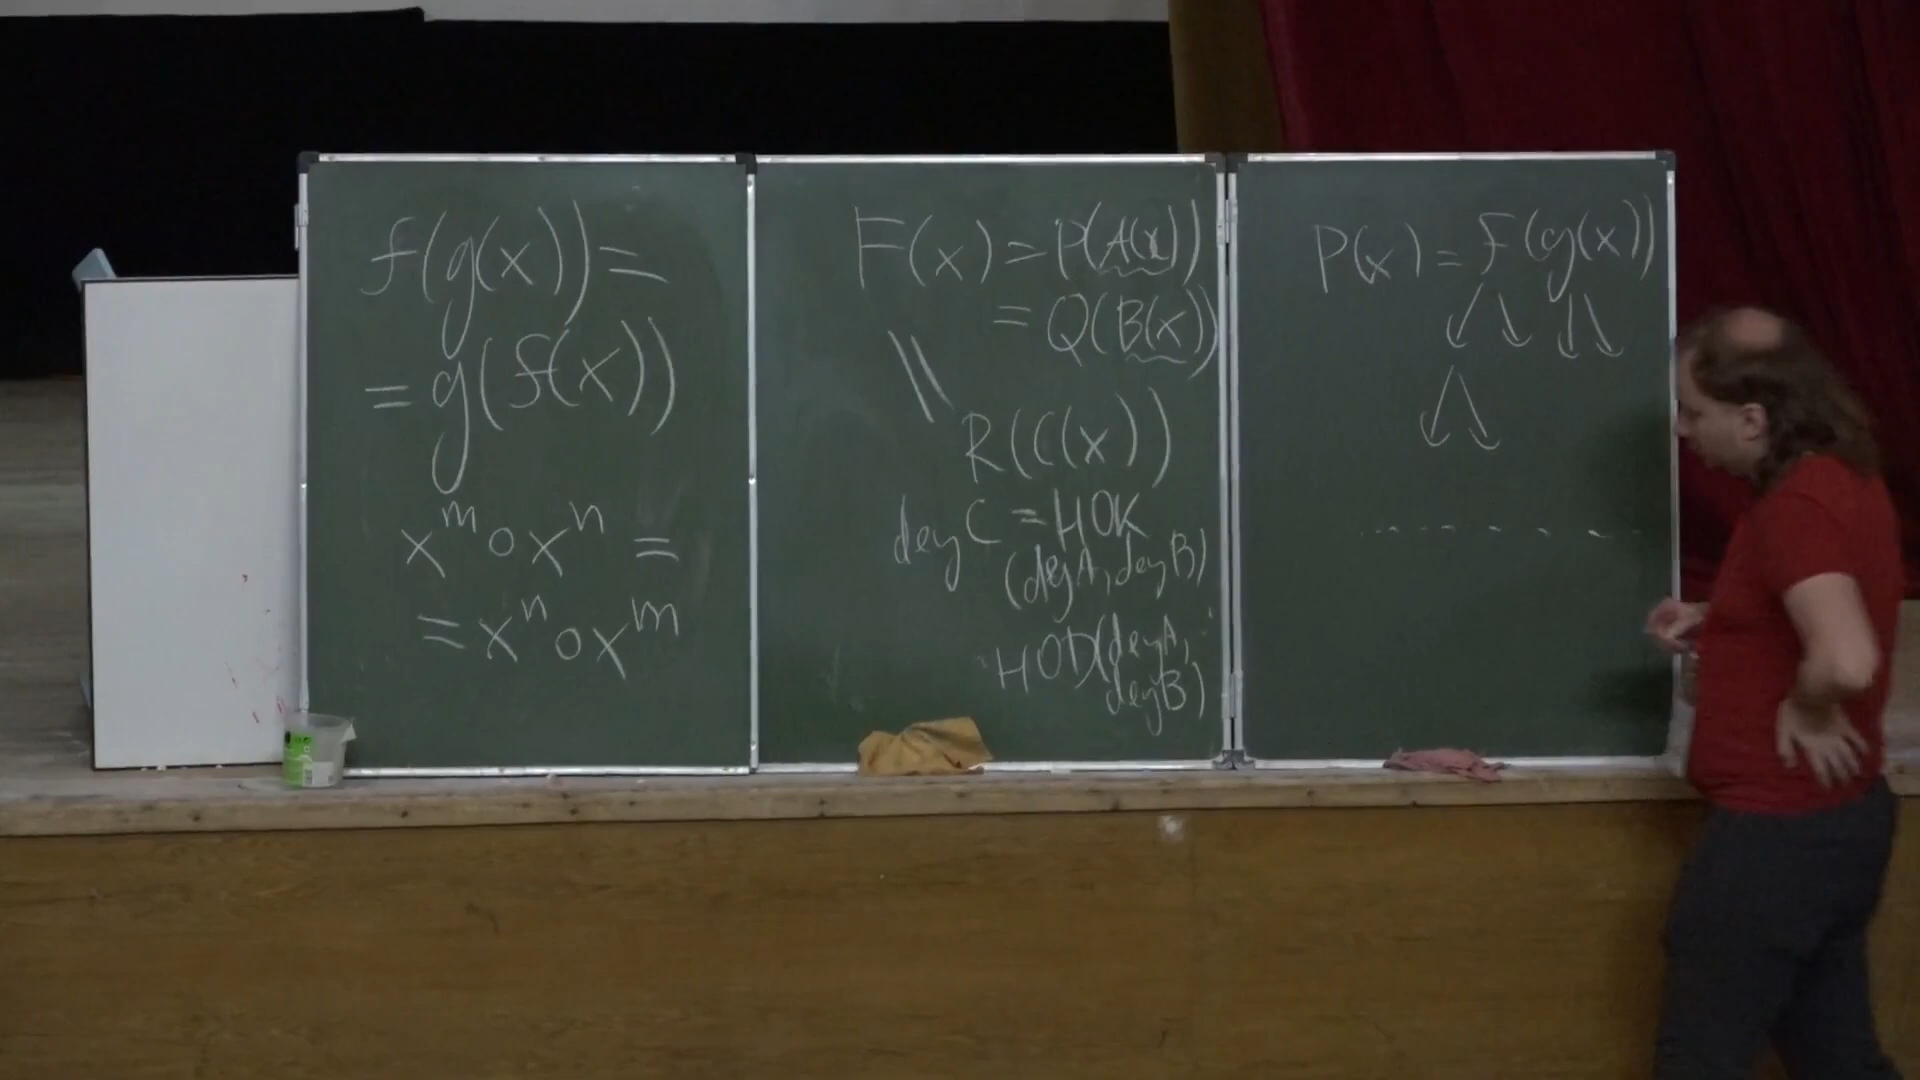 f(g(x)) =
= g(f(x))
x^m ∘ x^n =
= x^n ∘ x^m
F(x) = P(A(x))
= Q(B(x))
\\
R(C(x))
deg C = НОК
(deg A, deg B)
НОД(deg A,
deg B)
P(x) = F(g(x))